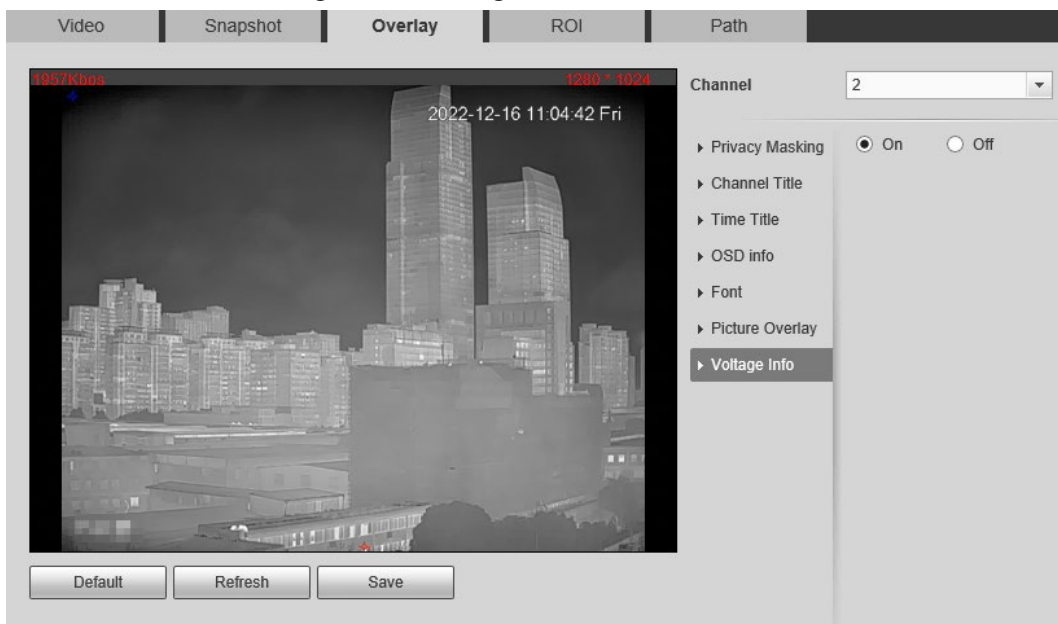 Video Snapshot Overlay ROI Path
1957Kbps 1280 * 1024
2022-12-16 11:04:42 Fri
Channel 2
Privacy Masking On Off
Channel Title
Time Title
OSD info
Font
Picture Overlay
Voltage Info
Default Refresh Save